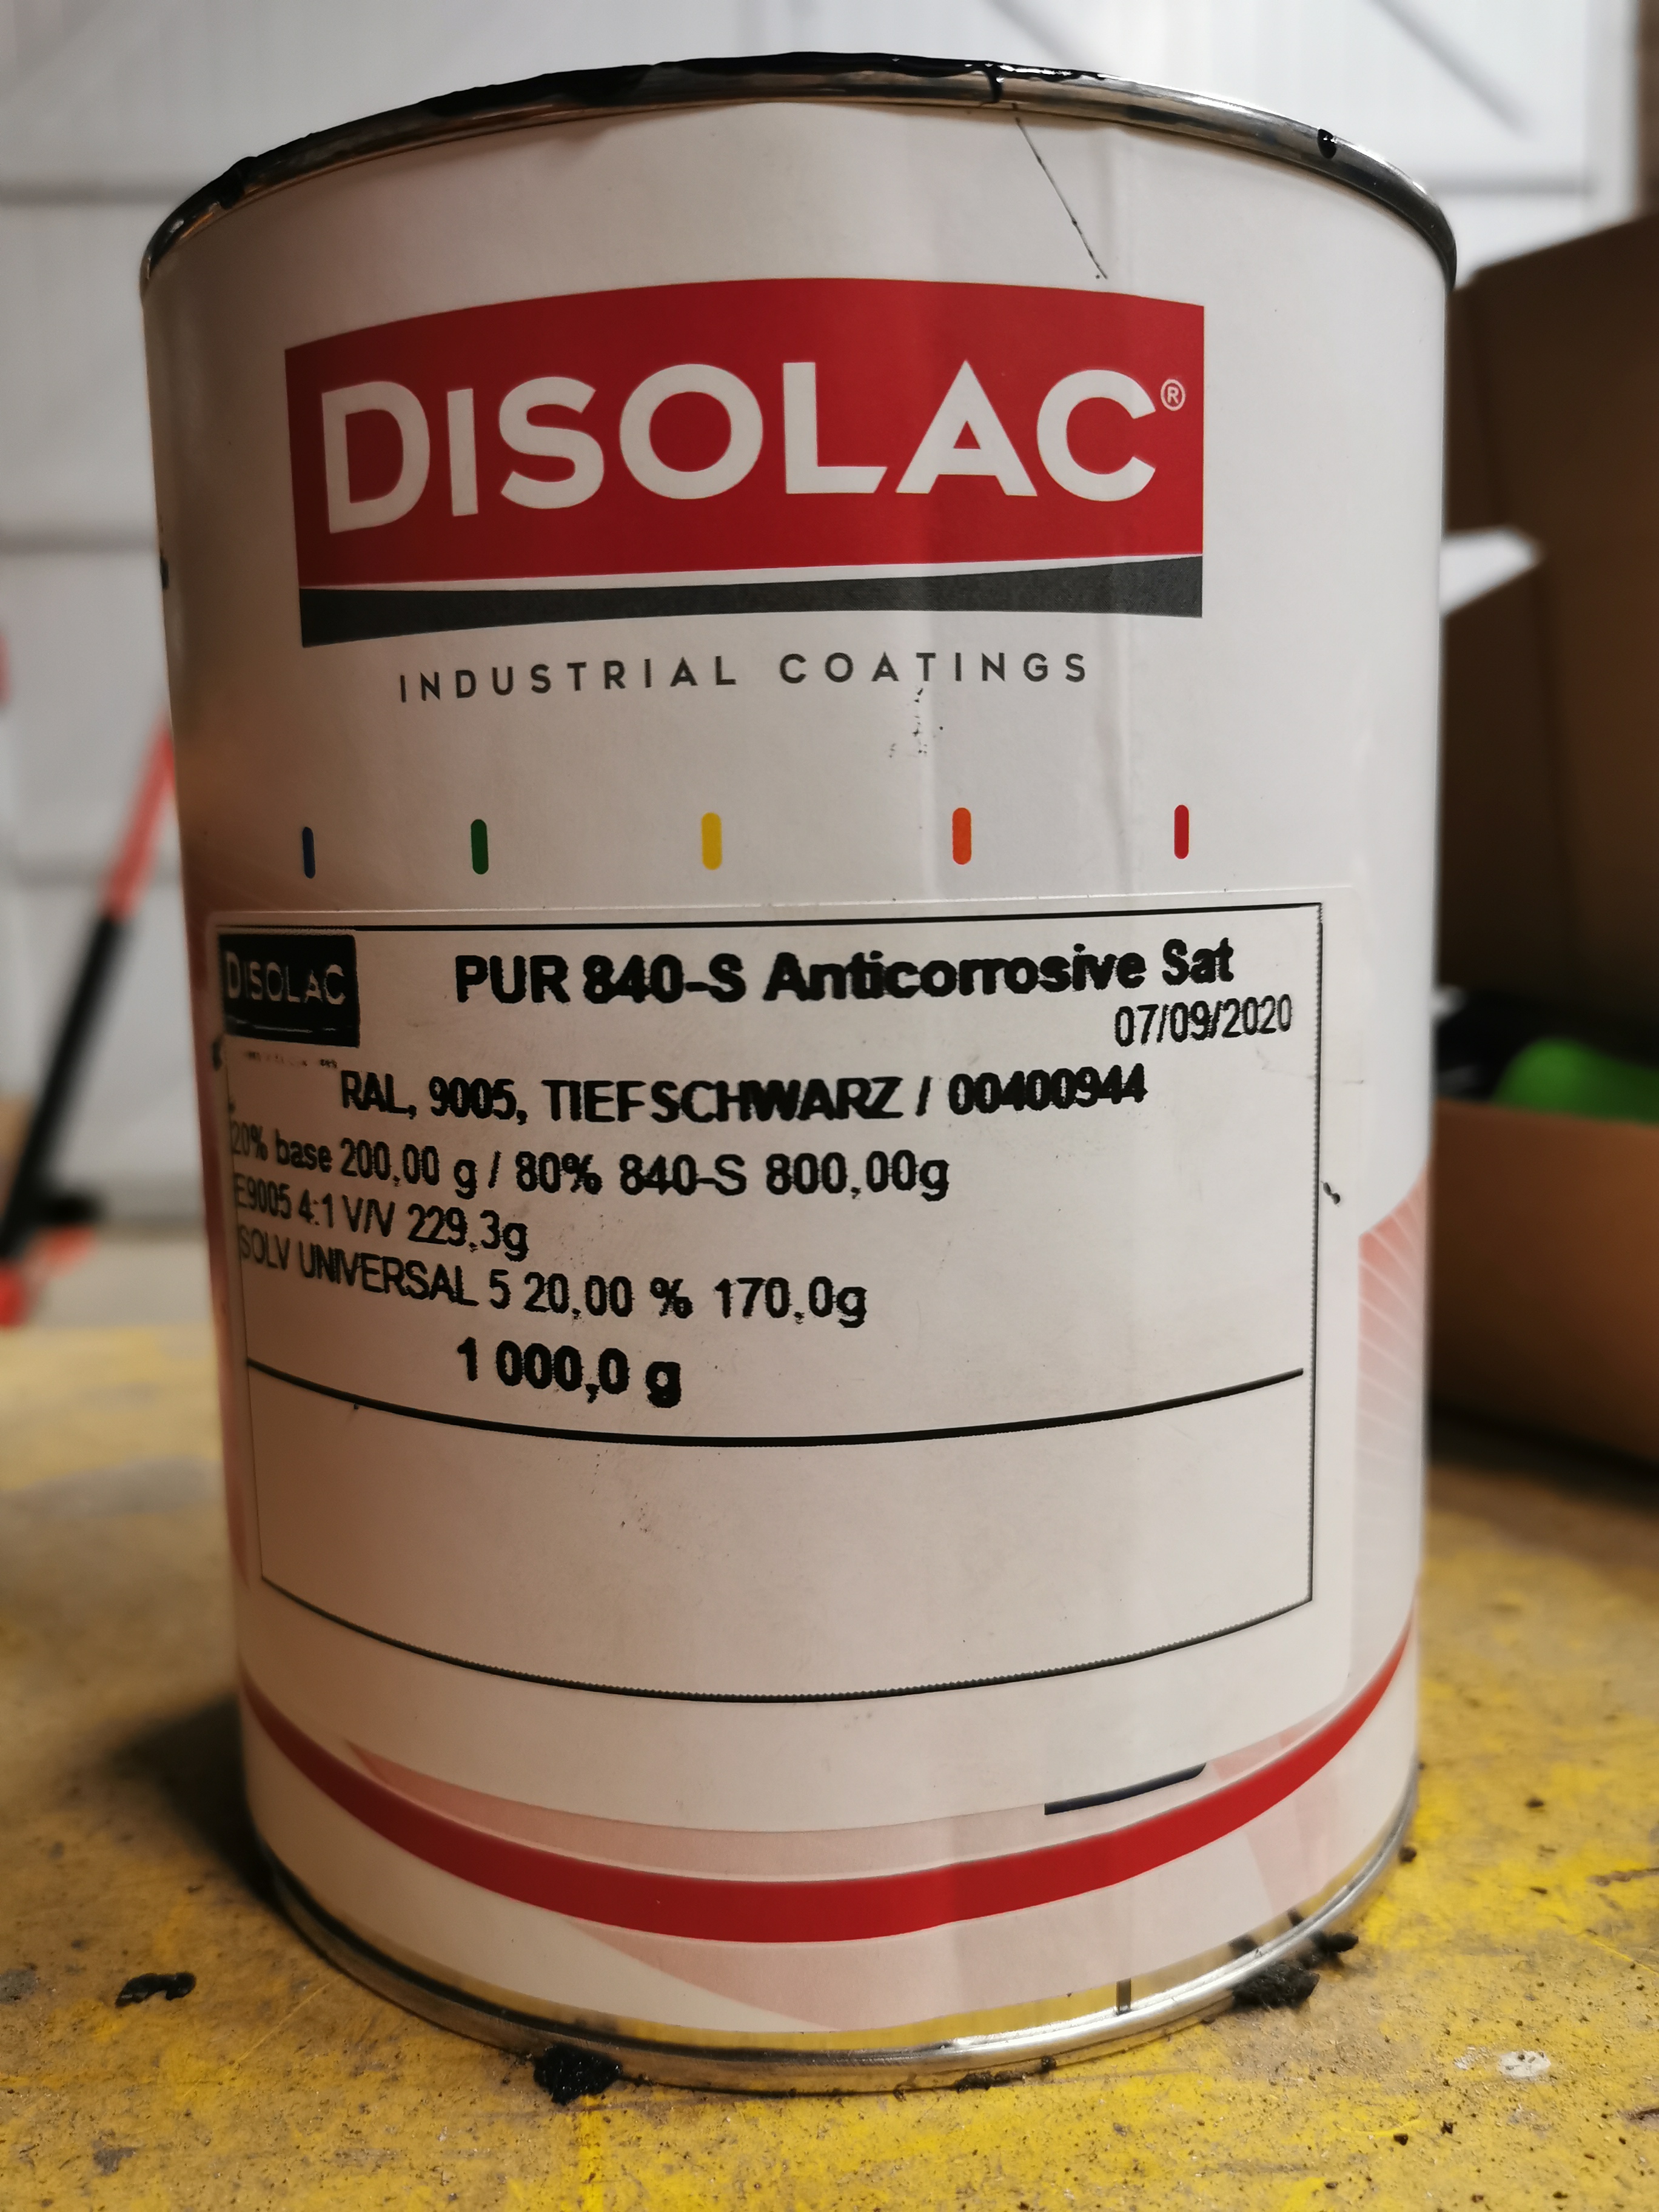 DISOLAC®
INDUSTRIAL COATINGS
DISOLAC
PUR 840-S Anticorrosive Sat
07/09/2020
RAL, 9005, TIEFSCHWARZ / 00400944
20% base 200,00 g / 80% 840-S 800,00g
E9005 4:1 V/V 229,3g
SOLV UNIVERSAL 5 20,00 % 170,0g
1 000,0 g